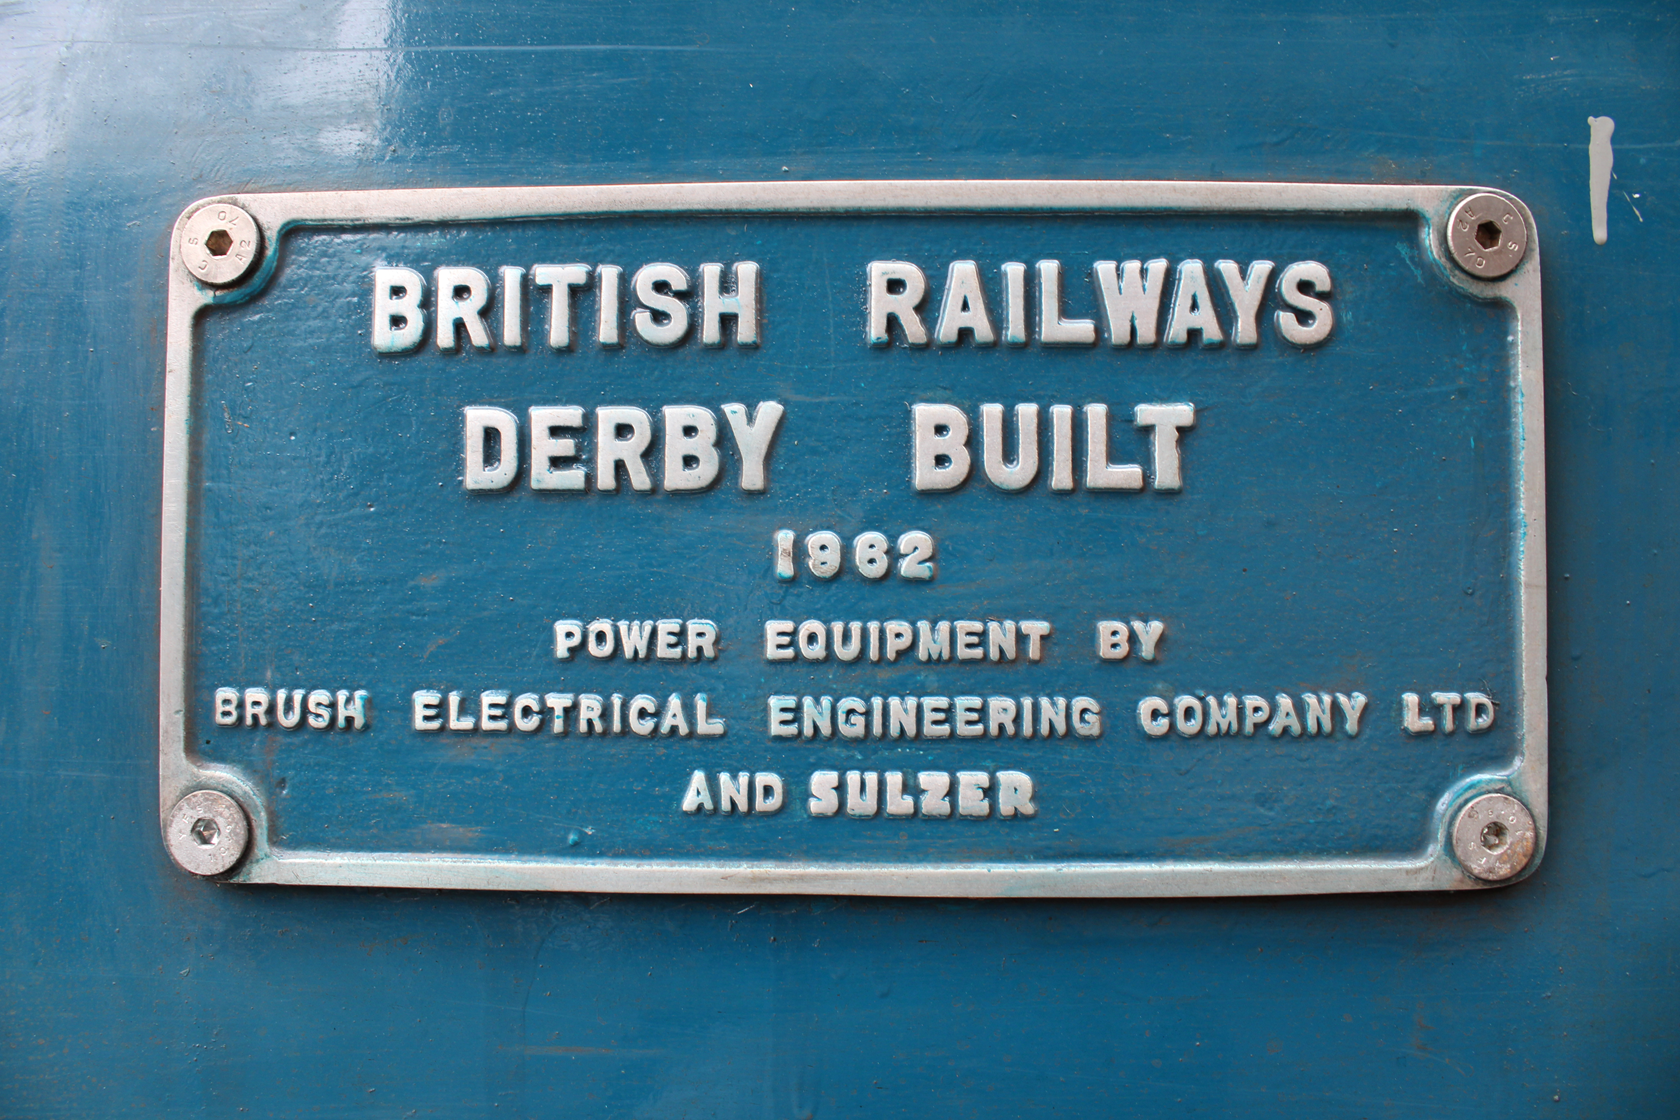 BRITISH RAILWAYS
DERBY BUILT
1962
POWER EQUIPMENT BY
BRUSH ELECTRICAL ENGINEERING COMPANY LTD
AND SULZER